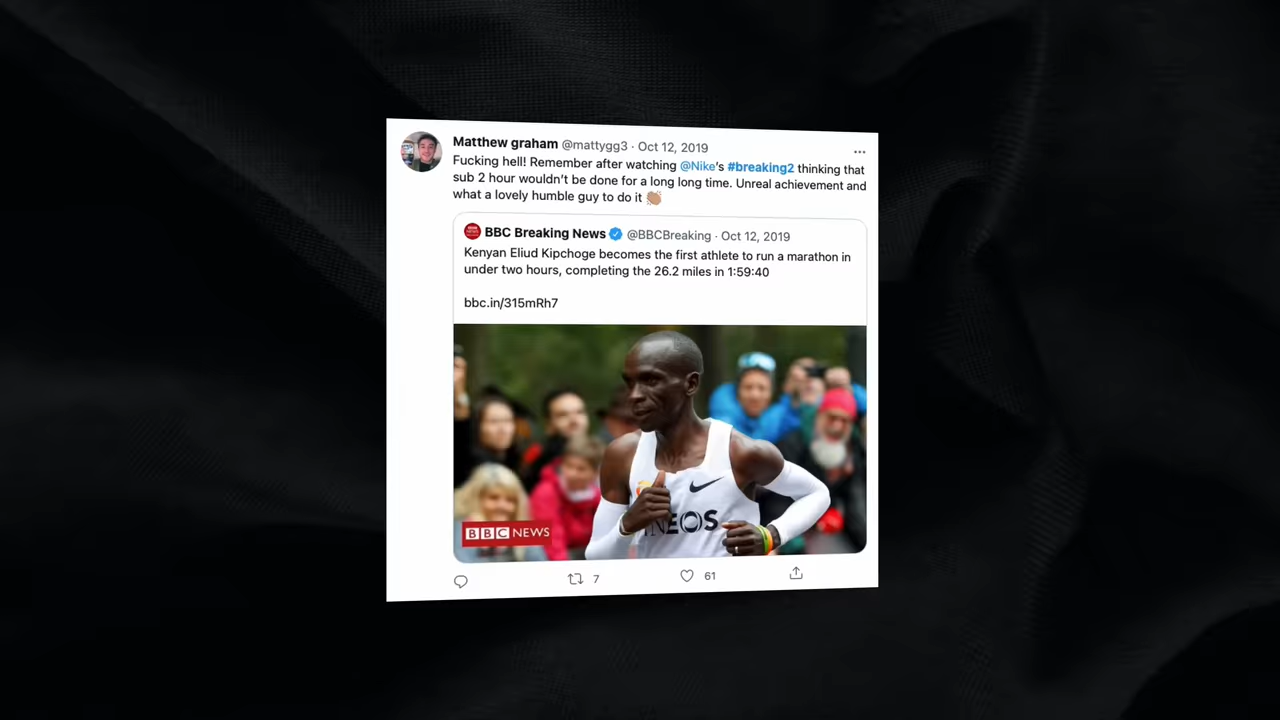 Matthew graham @mattygg3 · Oct 12, 2019
Fucking hell! Remember after watching @Nike's #breaking2 thinking that
sub 2 hour wouldn't be done for a long long time. Unreal achievement and
what a lovely humble guy to do it 👏🏽
BBC Breaking News @BBCBreaking · Oct 12, 2019
Kenyan Eliud Kipchoge becomes the first athlete to run a marathon in
under two hours, completing the 26.2 miles in 1:59:40
bbc.in/315mRh7
INEOS
BBC NEWS
7 61